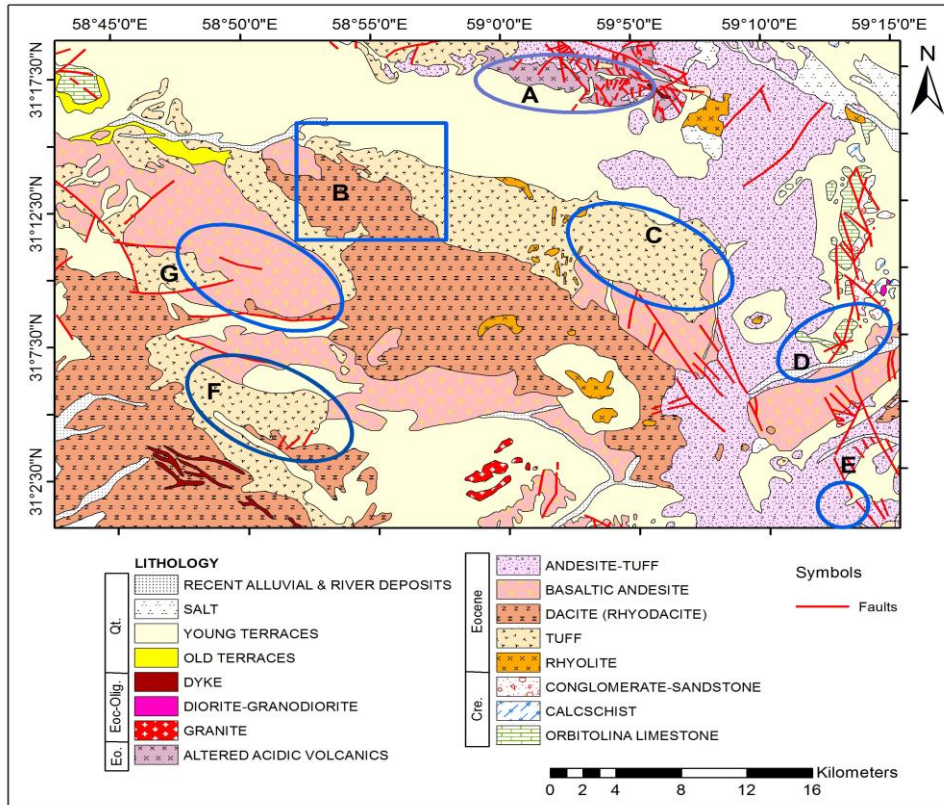 58°45'0"E 58°50'0"E 58°55'0"E 59°0'0"E 59°5'0"E 59°10'0"E 59°15'0"E
N
31°17'30"N
31°12'30"N
31°7'30"N
31°2'30"N
A
B
C
G
D
F
E
LITHOLOGY
Qt.
RECENT ALLUVIAL & RIVER DEPOSITS
SALT
YOUNG TERRACES
OLD TERRACES
Eoc-Olig.
DYKE
DIORITE-GRANODIORITE
GRANITE
Eo.
ALTERED ACIDIC VOLCANICS
Eocene
ANDESITE-TUFF
BASALTIC ANDESITE
DACITE (RHYODACITE)
TUFF
RHYOLITE
Cre.
CONGLOMERATE-SANDSTONE
CALCSCHIST
ORBITOLINA LIMESTONE
Symbols
Faults
Kilometers
0 2 4 8 12 16